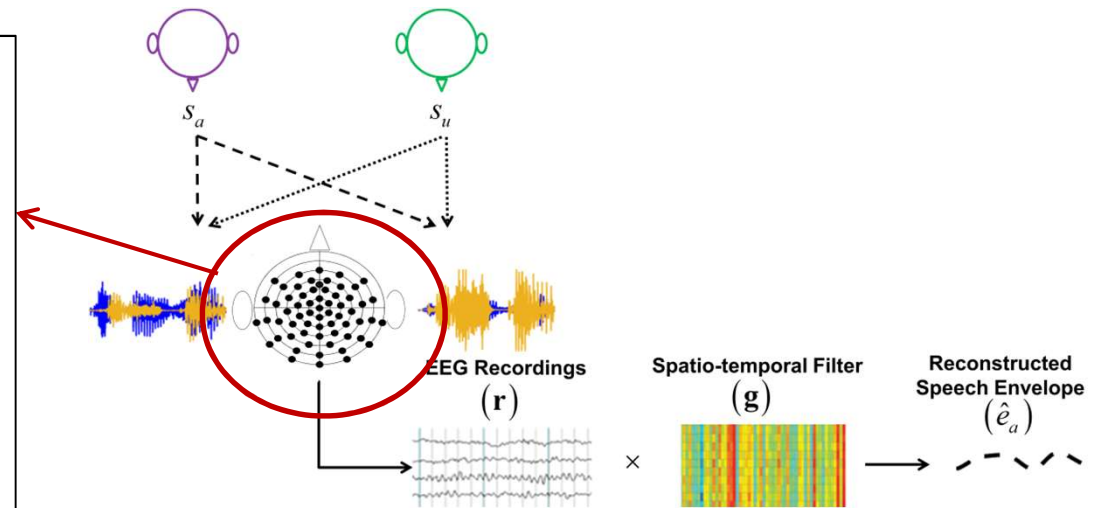 s_a
s_u
EEG Recordings
(r)
×
Spatio-temporal Filter
(g)
Reconstructed
Speech Envelope
(ê_a)